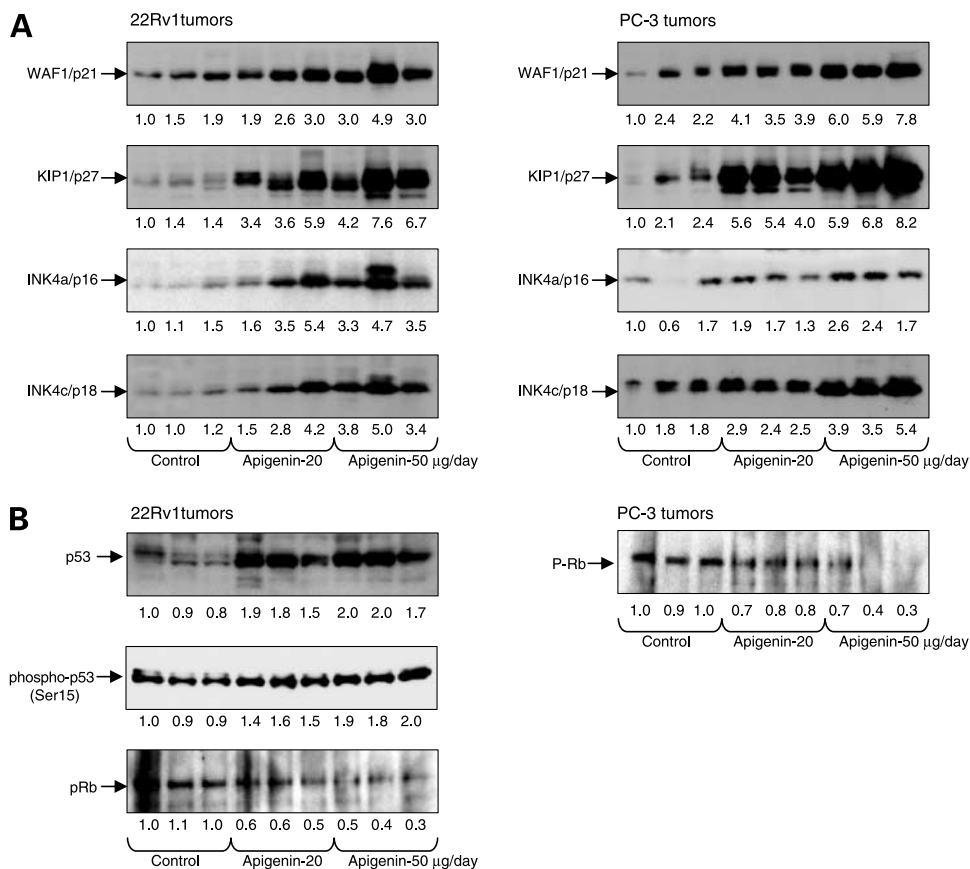 A
22Rv1tumors
WAF1/p21
1.0 1.5 1.9 1.9 2.6 3.0 3.0 4.9 3.0
KIP1/p27
1.0 1.4 1.4 3.4 3.6 5.9 4.2 7.6 6.7
INK4a/p16
1.0 1.1 1.5 1.6 3.5 5.4 3.3 4.7 3.5
INK4c/p18
1.0 1.0 1.2 1.5 2.8 4.2 3.8 5.0 3.4
Control Apigenin-20 Apigenin-50 µg/day
PC-3 tumors
WAF1/p21
1.0 2.4 2.2 4.1 3.5 3.9 6.0 5.9 7.8
KIP1/p27
1.0 2.1 2.4 5.6 5.4 4.0 5.9 6.8 8.2
INK4a/p16
1.0 0.6 1.7 1.9 1.7 1.3 2.6 2.4 1.7
INK4c/p18
1.0 1.8 1.8 2.9 2.4 2.5 3.9 3.5 5.4
Control Apigenin-20 Apigenin-50 µg/day
B
22Rv1tumors
p53
1.0 0.9 0.8 1.9 1.8 1.5 2.0 2.0 1.7
phospho-p53
(Ser15)
1.0 0.9 0.9 1.4 1.6 1.5 1.9 1.8 2.0
pRb
1.0 1.1 1.0 0.6 0.6 0.5 0.5 0.4 0.3
Control Apigenin-20 Apigenin-50 µg/day
PC-3 tumors
P-Rb
1.0 0.9 1.0 0.7 0.8 0.8 0.7 0.4 0.3
Control Apigenin-20 Apigenin-50 µg/day